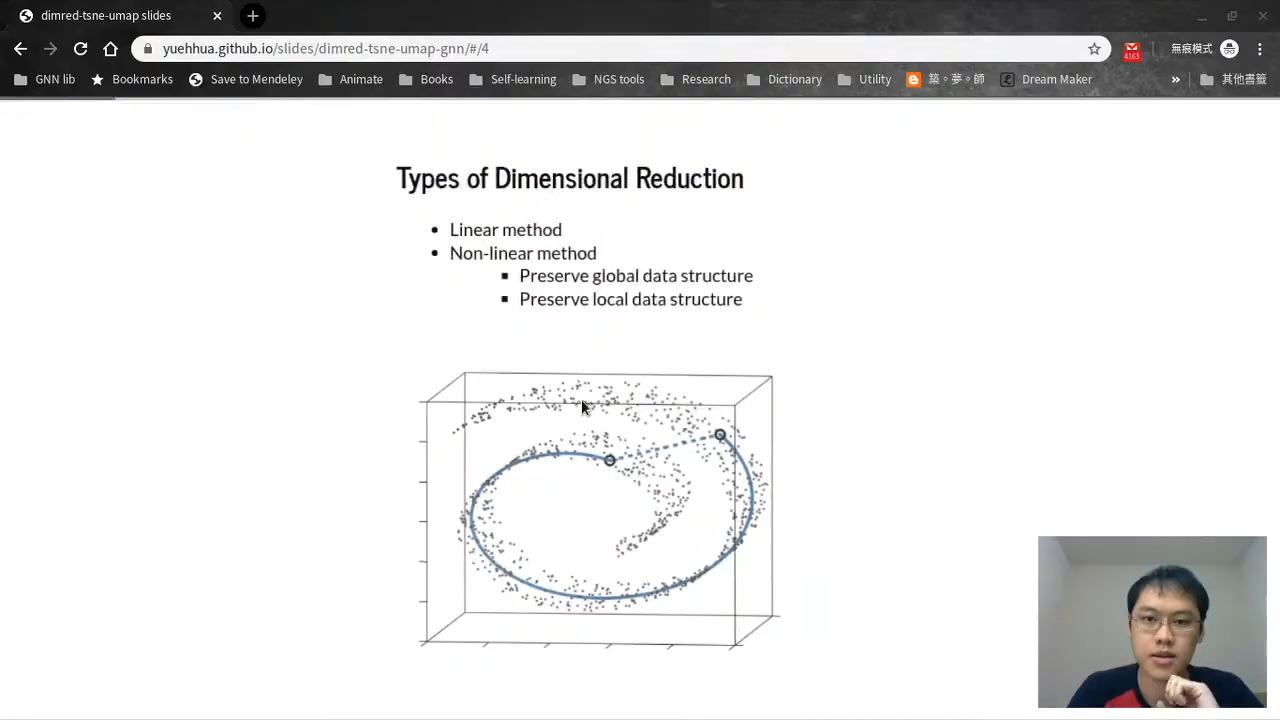 dimred-tsne-umap slides
yuehhua.github.io/slides/dimred-tsne-umap-gnn/#/4
4163
無痕模式
GNN lib Bookmarks Save to Mendeley Animate Books Self-learning NGS tools Research Dictionary Utility 築。夢。師 Dream Maker » 其他書籤
Types of Dimensional Reduction
Linear method
Non-linear method
Preserve global data structure
Preserve local data structure